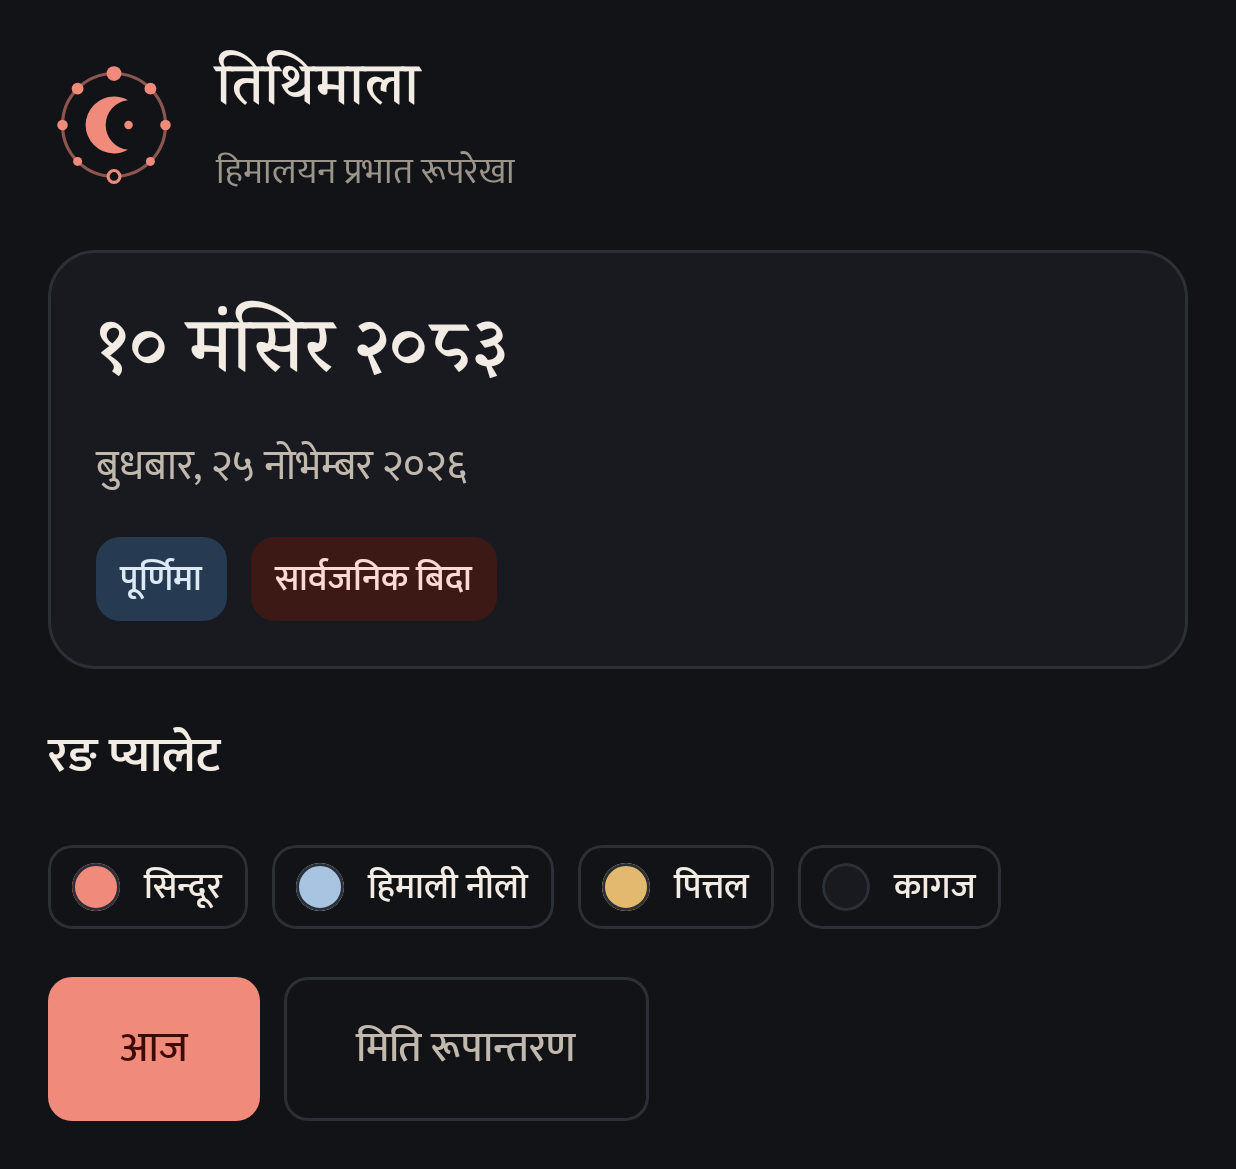 तिथिमाला
हिमालयन प्रभात रूपरेखा
१० मंसिर २०८३
बुधबार, २५ नोभेम्बर २०२६
पूर्णिमा
सार्वजनिक बिदा
रङ प्यालेट
सिन्दूर
हिमाली नीलो
पित्तल
कागज
आज
मिति रूपान्तरण